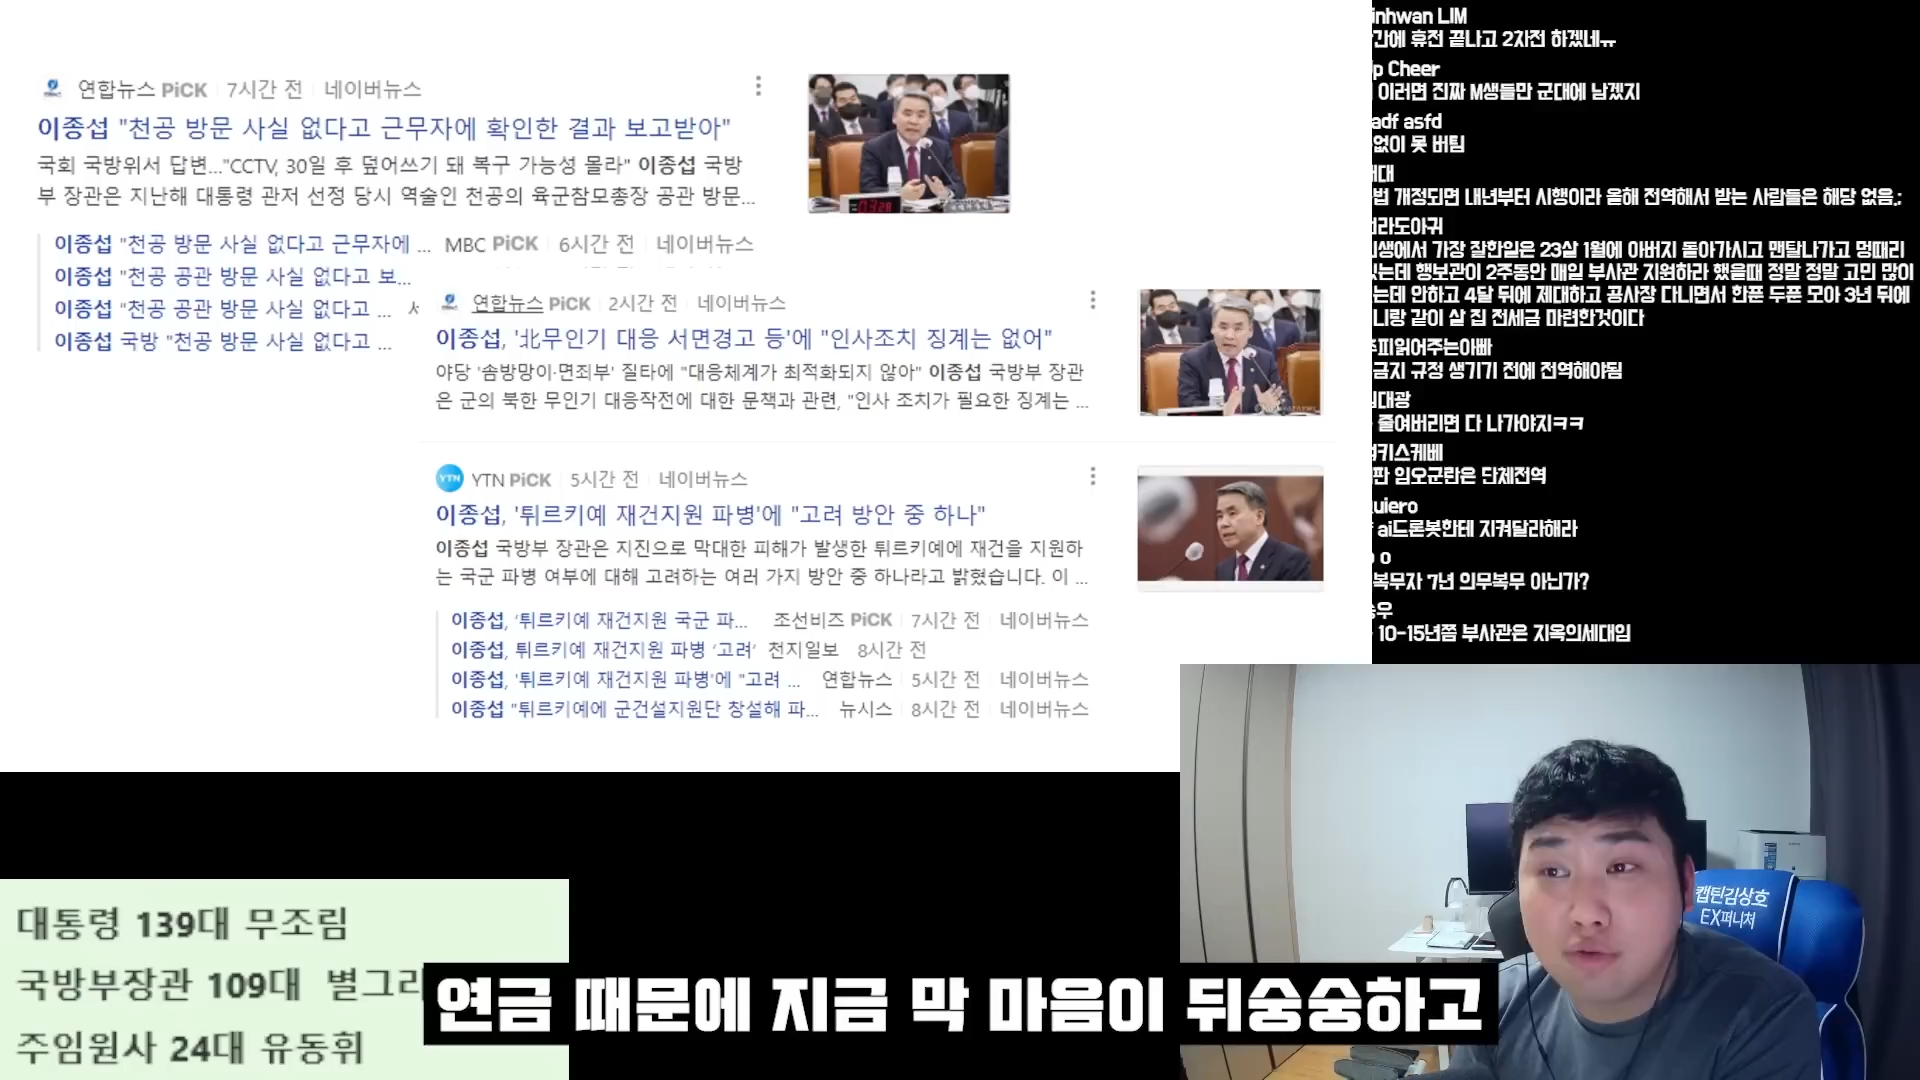 연합뉴스 PiCK 7시간 전 네이버뉴스
이종섭 "천공 방문 사실 없다고 근무자에 확인한 결과 보고받아"
국회 국방위서 답변..."CCTV, 30일 후 덮어쓰기 돼 복구 가능성 몰라" 이종섭 국방
부 장관은 지난해 대통령 관저 선정 당시 역술인 천공의 육군참모총장 공관 방문...
이종섭 "천공 방문 사실 없다고 근무자에 ... MBC PiCK 6시간 전 네이버뉴스
이종섭 "천공 공관 방문 사실 없다고 보...
이종섭 "천공 공관 방문 사실 없다고 ...
이종섭 국방 "천공 방문 사실 없다고 ...
연합뉴스 PiCK 2시간 전 네이버뉴스
이종섭, '北무인기 대응 서면경고 등'에 "인사조치 징계는 없어"
야당 '솜방망이·면죄부' 질타에 "대응체계가 최적화되지 않아" 이종섭 국방부 장관
은 군의 북한 무인기 대응작전에 대한 문책과 관련, "인사 조치가 필요한 징계는 ...
YTN YTN PiCK 5시간 전 네이버뉴스
이종섭, '튀르키예 재건지원 파병'에 "고려 방안 중 하나"
이종섭 국방부 장관은 지진으로 막대한 피해가 발생한 튀르키예에 재건을 지원하
는 국군 파병 여부에 대해 고려하는 여러 가지 방안 중 하나라고 밝혔습니다. 이 ...
이종섭, '튀르키예 재건지원 국군 파... 조선비즈 PiCK 7시간 전 네이버뉴스
이종섭, 튀르키예 재건지원 파병 '고려' 천지일보 8시간 전
이종섭, '튀르키예 재건지원 파병'에 "고려 ... 연합뉴스 5시간 전 네이버뉴스
이종섭 "튀르키예에 군건설지원단 창설해 파... 뉴시스 8시간 전 네이버뉴스
inhwan LIM
간에 휴전 끝나고 2차전 하겠네ㅠ
p Cheer
이러면 진짜 M생들만 군대에 남겠지
adf asfd
없이 못 버팀
대
법 개정되면 내년부터 시행이라 올해 전역해서 받는 사람들은 해당 없음.;
라도야귀
생에서 가장 잘한일은 23살 1월에 아버지 돌아가시고 맨탈나가고 멍때리
는데 행보관이 2주동안 매일 부사관 지원하라 했을때 정말 정말 고민 많이
는데 안하고 4달 뒤에 제대하고 공사장 다니면서 한푼 두푼 모아 3년 뒤에
니랑 같이 살 집 전세금 마련한것이다
피읽어주는아빠
금지 규정 생기기 전에 전역해야됨
대광
줄여버리면 다 나가야지ㅋㅋ
키스케베
판 임오군란은 단체전역
uiero
ai드론봇한테 지켜달라해라
o
복무자 7년 의무복무 아닌가?
우
10-15년쯤 부사관은 지옥의세대임
캡틴김상호
EX퍼니쳐
대통령 139대 무조림
국방부장관 109대 별그리
주임원사 24대 유동휘
연금 때문에 지금 막 마음이 뒤숭숭하고